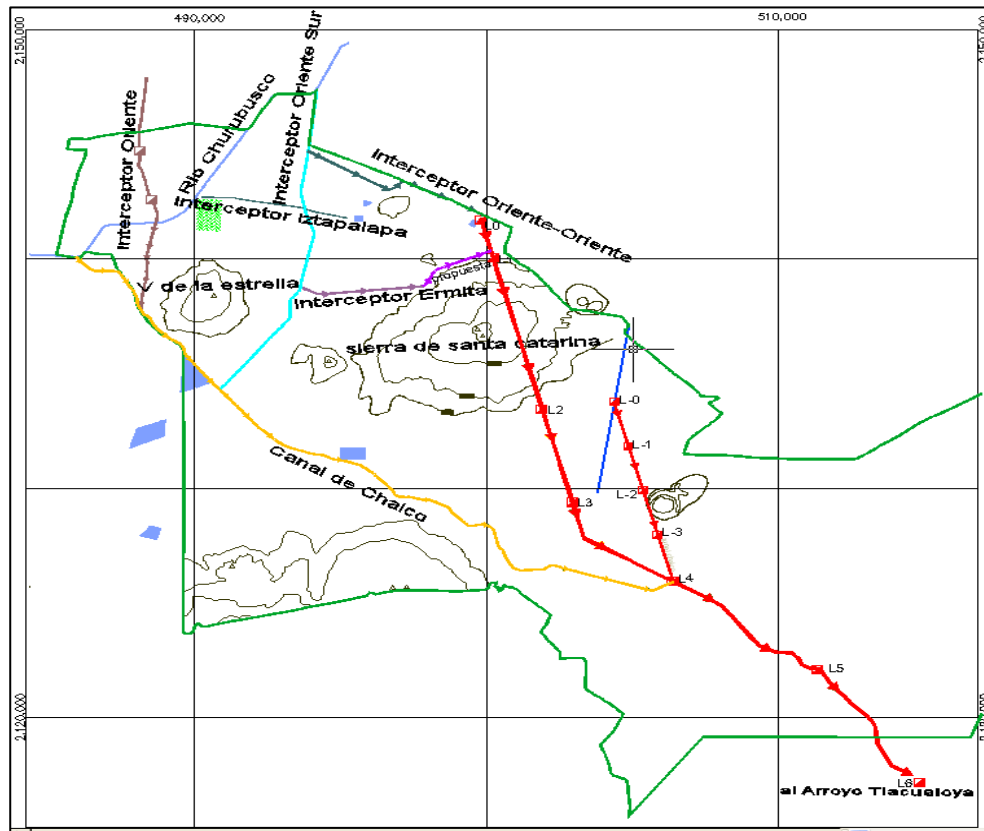 490,000
510,000
2,150,000
Interceptor Oriente
Rio Churubusco
Interceptor Oriente Sur
Interceptor Oriente-Oriente
Interceptor Iztapalapa
L0
V de la estrella
Interceptor Ermita
propuesta
sierra de santa catarina
L-0
L2
L-1
Canal de Chalco
L-2
L3
L-3
L4
L5
2,120,000
L6
al Arroyo Tlacualoya